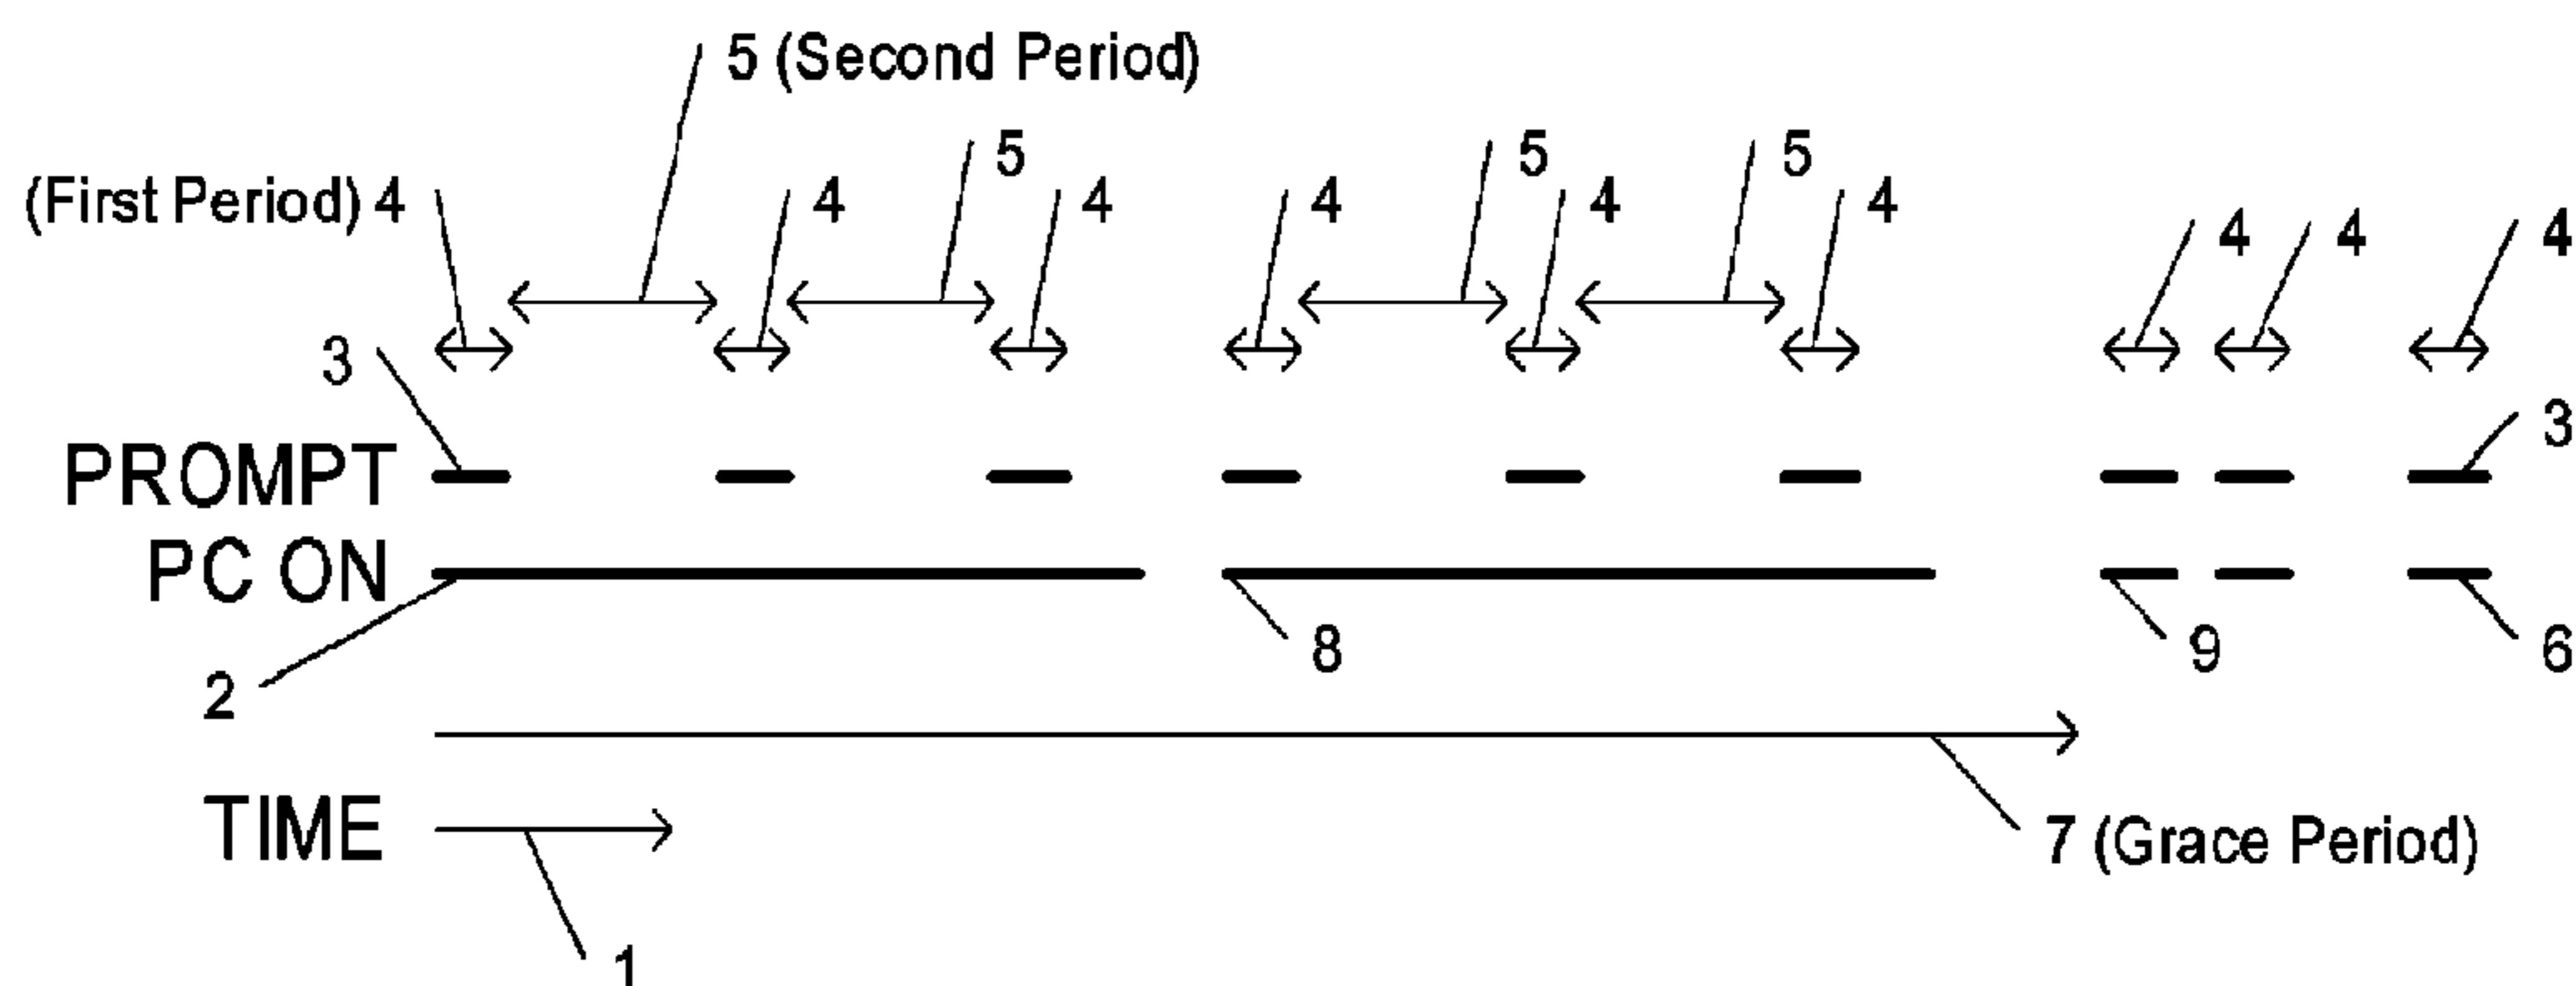 5 (Second Period)
5 5 5
(First Period) 4 4 4 4 4 4 4 4 4
3
3
PROMPT
PC ON
2 8 9 6
TIME
7 (Grace Period)
1